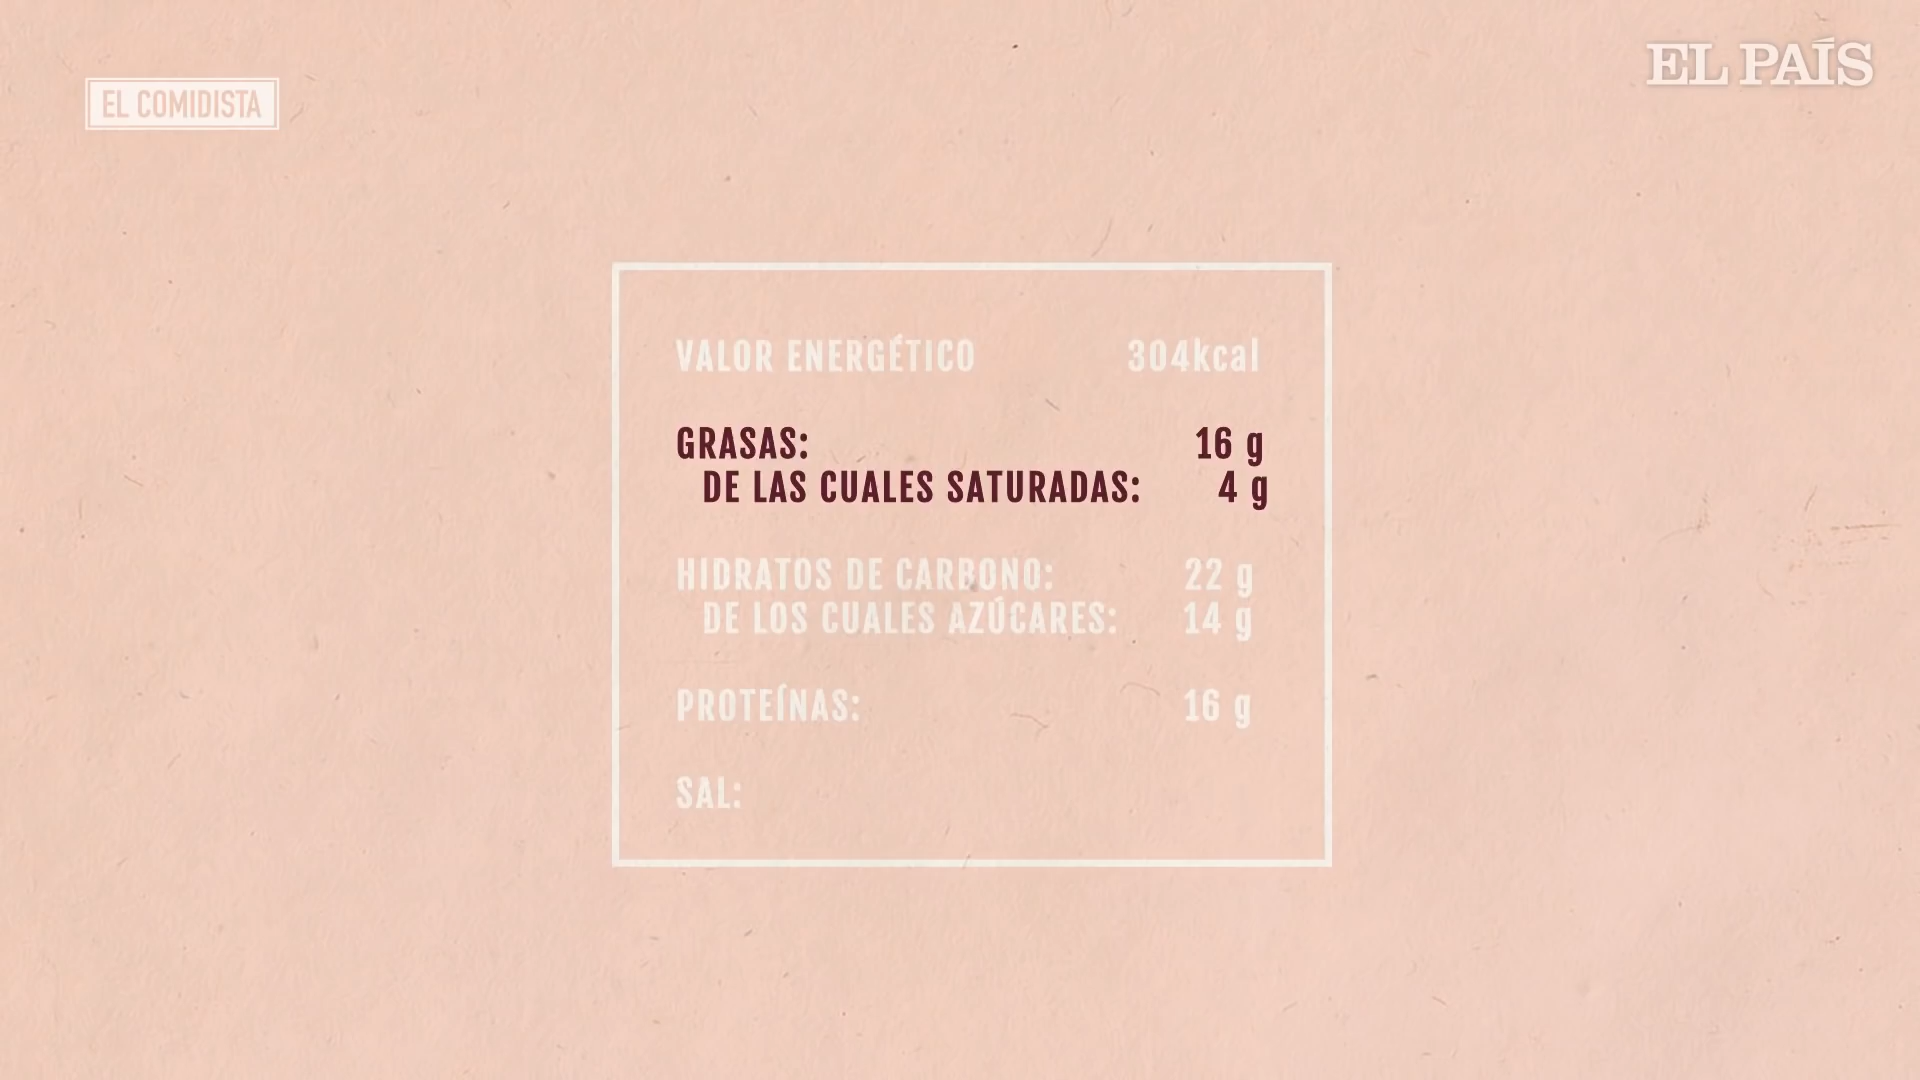 EL COMIDISTA
EL PAÍS
VALOR ENERGÉTICO 304kcal
GRASAS: 16 g
DE LAS CUALES SATURADAS: 4 g
HIDRATOS DE CARBONO: 22 g
DE LOS CUALES AZÚCARES: 14 g
PROTEÍNAS: 16 g
SAL: